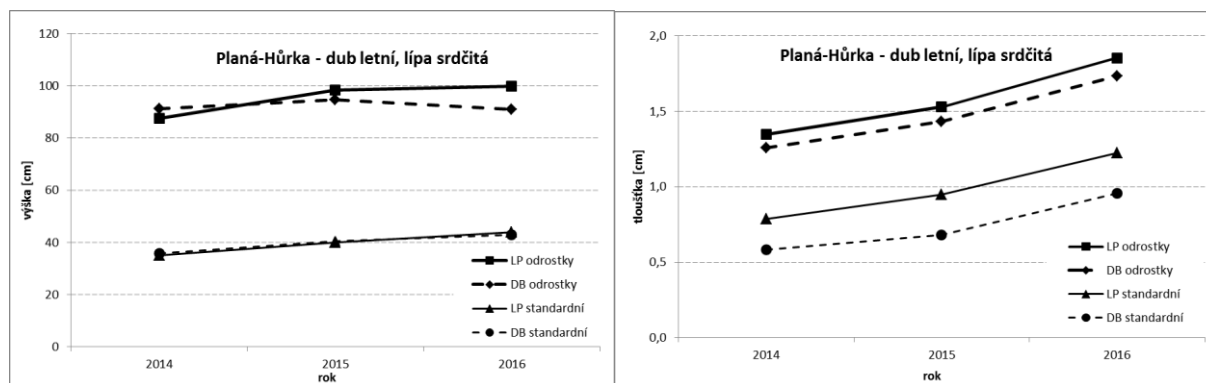 Planá-Hůrka - dub letní, lípa srdčitá
120
100
80
60
40
20
0
výška [cm]
2014
2015
2016
rok
LP odrostky
DB odrostky
LP standardní
DB standardní
Planá-Hůrka - dub letní, lípa srdčitá
2,0
1,5
1,0
0,5
0,0
tloušťka [cm]
2014
2015
2016
rok
LP odrostky
DB odrostky
LP standardní
DB standardní